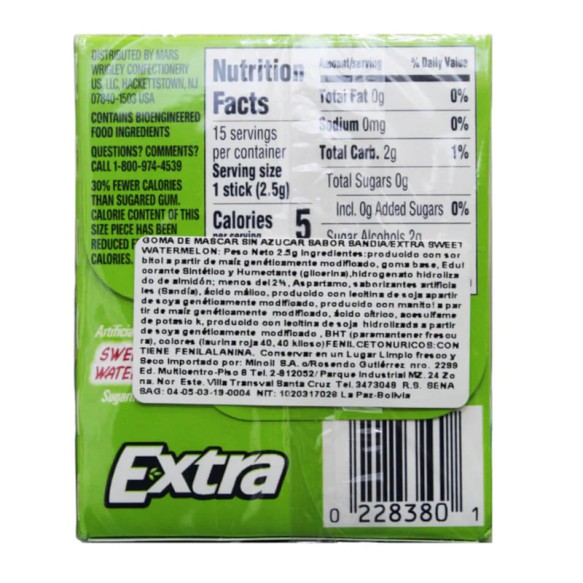 DISTRIBUTED BY MARS
WRIGLEY CONFECTIONERY
US, LLC, HACKETTSTOWN, NJ
07840-1503 USA
CONTAINS BIOENGINEERED
FOOD INGREDIENTS
QUESTIONS? COMMENTS?
CALL 1-800-974-4539
30% FEWER CALORIES
THAN SUGARED GUM.
CALORIE CONTENT OF THIS
SIZE PIECE HAS BEEN
REDUCED
CALORIES.
Nutrition
Facts
15 servings
per container
Serving size
1 stick (2.5g)
Calories 5
per serving
Amount/serving % Daily Value
Total Fat 0g 0%
Sodium 0mg 0%
Total Carb. 2g 1%
Total Sugars 0g
Incl. 0g Added Sugars 0%
Sugar Alcohols 2g
GOMA DE MASCAR SIN AZUCAR SABOR SANDIA/EXTRA SWEET
WATERMELON: Peso Neto 2.5g Ingredientes:producido con sor
bitol a partir de maíz genéticamente modificado, goma base, Edul
corante Sintético y Humectante (glicerina),hidrogenato hidroliza
do de almidón; menos del 2%, Aspartamo, saborizantes artificia
les (Sandía), ácido málico, producido con lecitina de soja apartir
de soya genéticamente modificado, producido con manitol a par
tir de maíz genéticamente modificado, ácido cítrico, acesulfame
de potasio k, producido con lecitina de soja hidrolizada a partir
de soya genéticamente modificado, BHT (paramantener frescu
ra), colores (laurina roja 40, 40 kiloso) FENILCETONURICOS: CON
TIENE FENILALANINA. Conservar en un Lugar Limpio fresco y
Seco Importado por: Minoil S.A. c/Rosendo Gutiérrez nro. 2299
Ed. Multicentro-Piso 8 Tel. 2-812052/ Parque Industrial MZ. 24 Zo
na. Nor Este. Villa Transval Santa Cruz Tel. 3473048 R.S. SENA
SAG: 04-05-03-19-0004 NIT: 1020317028 La Paz-Bolivia
Extra
0 228380 1